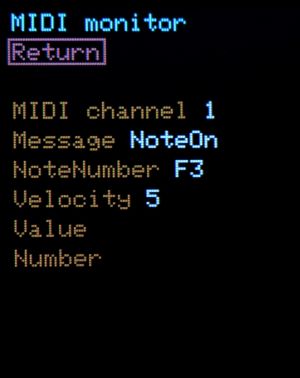 MIDI monitor
Return
MIDI channel 1
Message NoteOn
NoteNumber F3
Velocity 5
Value
Number